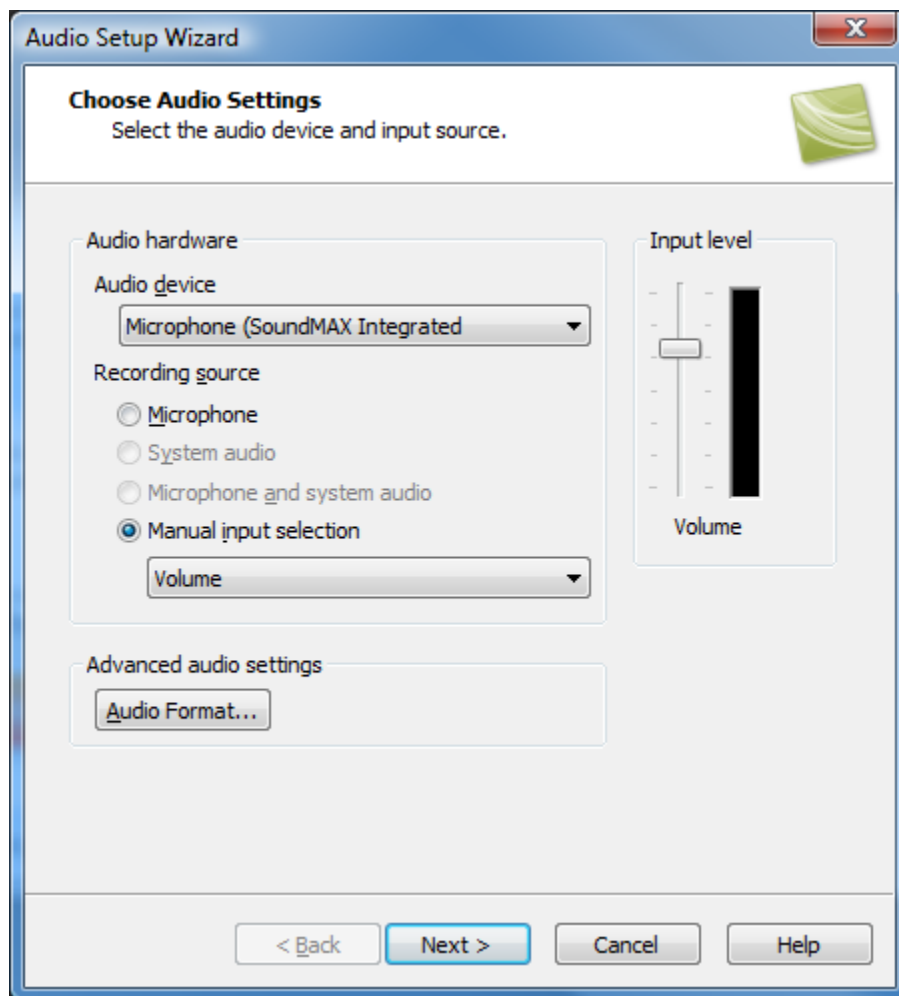 Audio Setup Wizard
Choose Audio Settings
Select the audio device and input source.
Audio hardware
Audio device
Microphone (SoundMAX Integrated
Recording source
Microphone
System audio
Microphone and system audio
Manual input selection
Volume
Input level
Volume
Advanced audio settings
Audio Format...
< Back
Next >
Cancel
Help